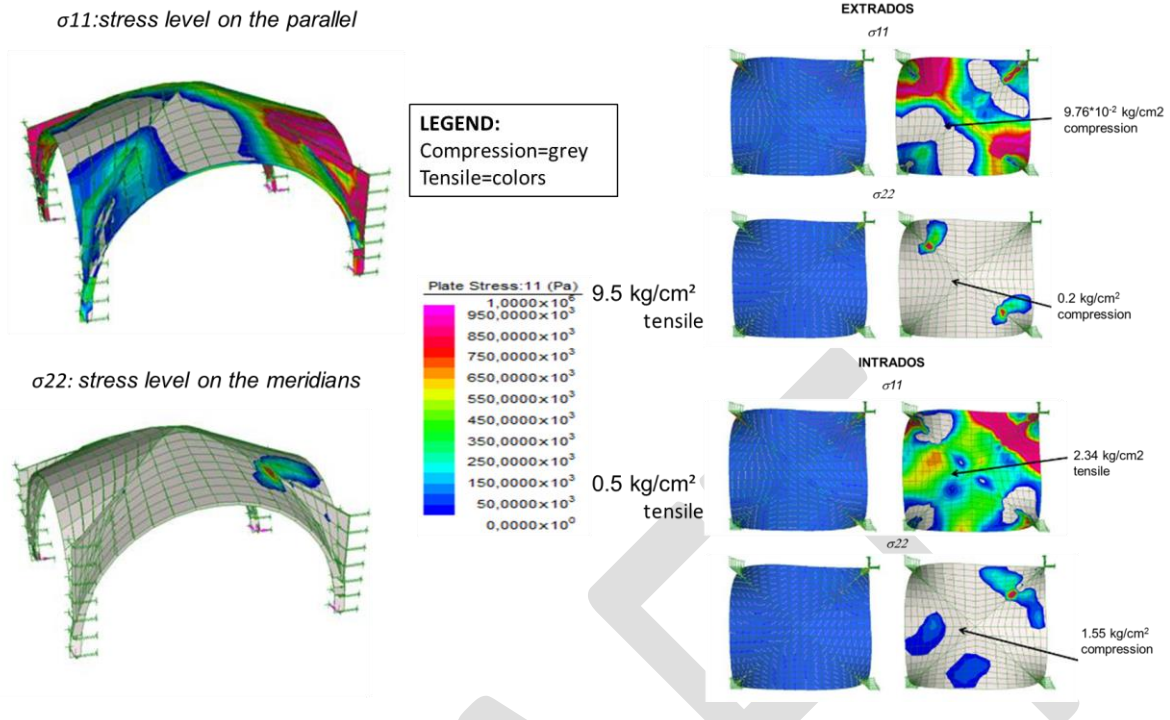 σ11:stress level on the parallel
LEGEND:
Compression=grey
Tensile=colors
Plate Stress:11 (Pa)
1,0000×10⁶
950,0000×10³
850,0000×10³
750,0000×10³
650,0000×10³
550,0000×10³
450,0000×10³
350,0000×10³
250,0000×10³
150,0000×10³
50,0000×10³
0,0000×10⁰
9.5 kg/cm²
tensile
0.5 kg/cm²
tensile
σ22: stress level on the meridians
EXTRADOS
σ11
9.76*10⁻² kg/cm2
compression
σ22
0.2 kg/cm²
compression
INTRADOS
σ11
2.34 kg/cm2
tensile
σ22
1.55 kg/cm²
compression